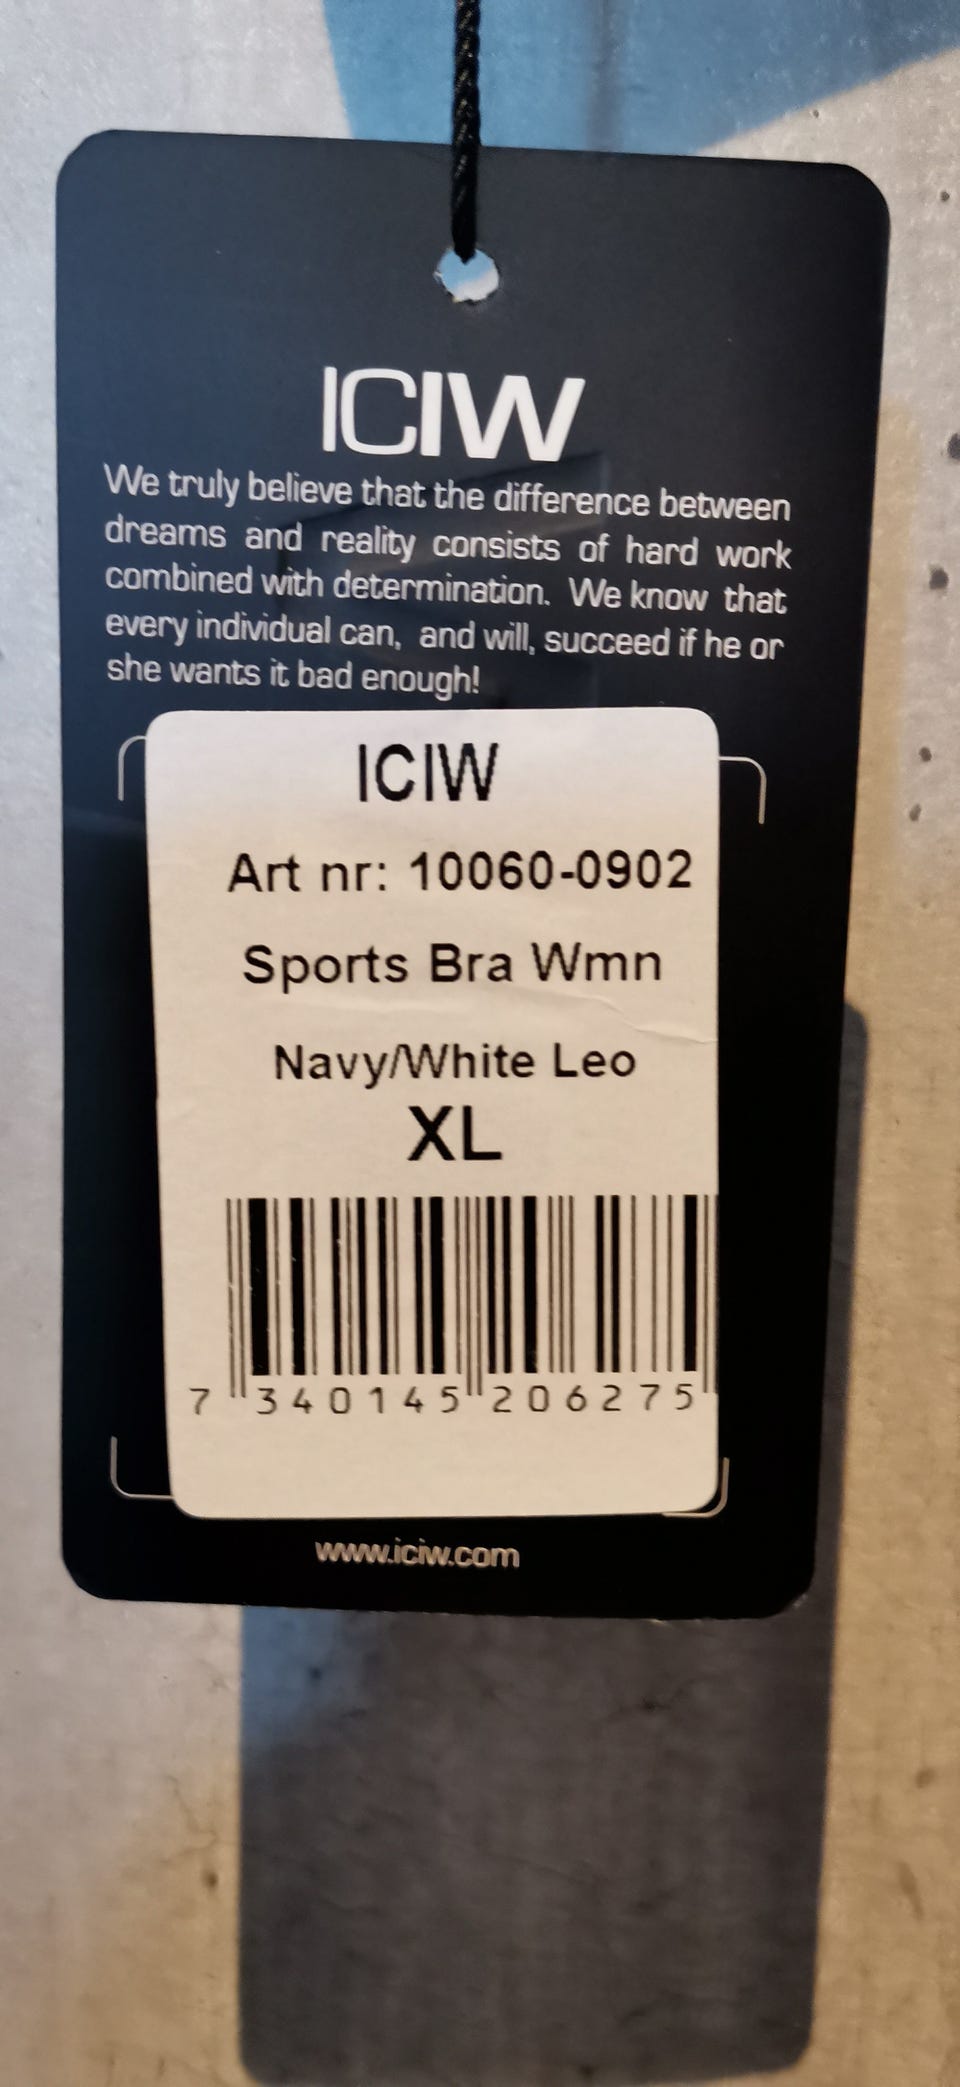 ICIW
We truly believe that the difference between
dreams and reality consists of hard work
combined with determination. We know that
every individual can, and will, succeed if he or
she wants it bad enough!
ICIW
Art nr: 10060-0902
Sports Bra Wmn
Navy/White Leo
XL
7 340145 206275
www.iciw.com